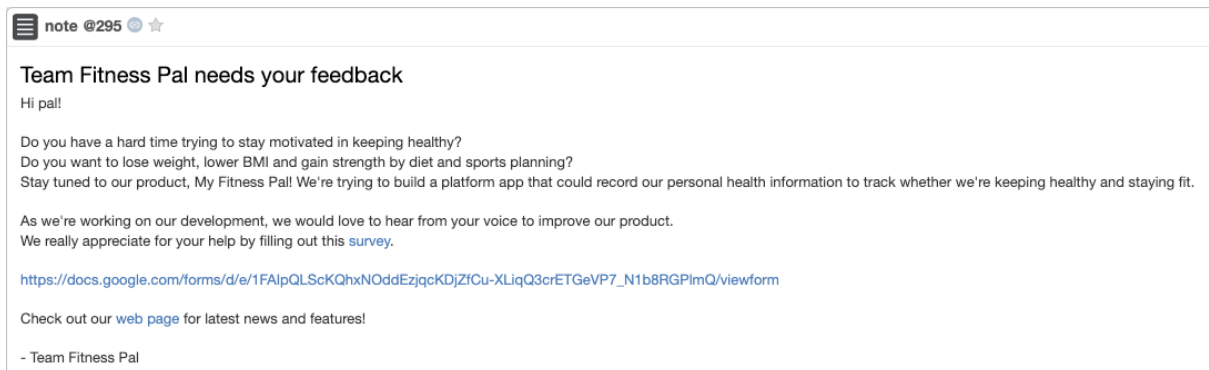 note @295
Team Fitness Pal needs your feedback
Hi pal!
Do you have a hard time trying to stay motivated in keeping healthy?
Do you want to lose weight, lower BMI and gain strength by diet and sports planning?
Stay tuned to our product, My Fitness Pal! We're trying to build a platform app that could record our personal health information to track whether we're keeping healthy and staying fit.
As we're working on our development, we would love to hear from your voice to improve our product.
We really appreciate for your help by filling out this survey.
https://docs.google.com/forms/d/e/1FAIpQLScKQhxNOddEzjqcKDjZfCu-XLiqQ3crETGeVP7_N1b8RGPlmQ/viewform
Check out our web page for latest news and features!
- Team Fitness Pal